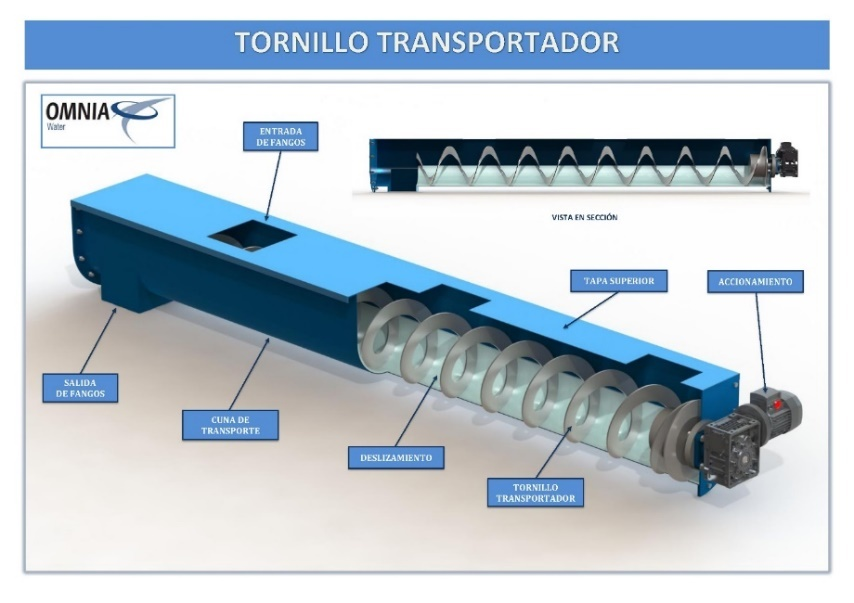 TORNILLO TRANSPORTADOR
OMNIA
Water
ENTRADA
DE FANGOS
VISTA EN SECCIÓN
TAPA SUPERIOR
ACCIONAMIENTO
SALIDA
DE FANGOS
CUNA DE
TRANSPORTE
DESLIZAMIENTO
TORNILLO
TRANSPORTADOR